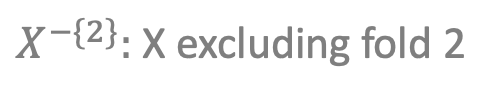 X⁻{²}: X excluding fold 2